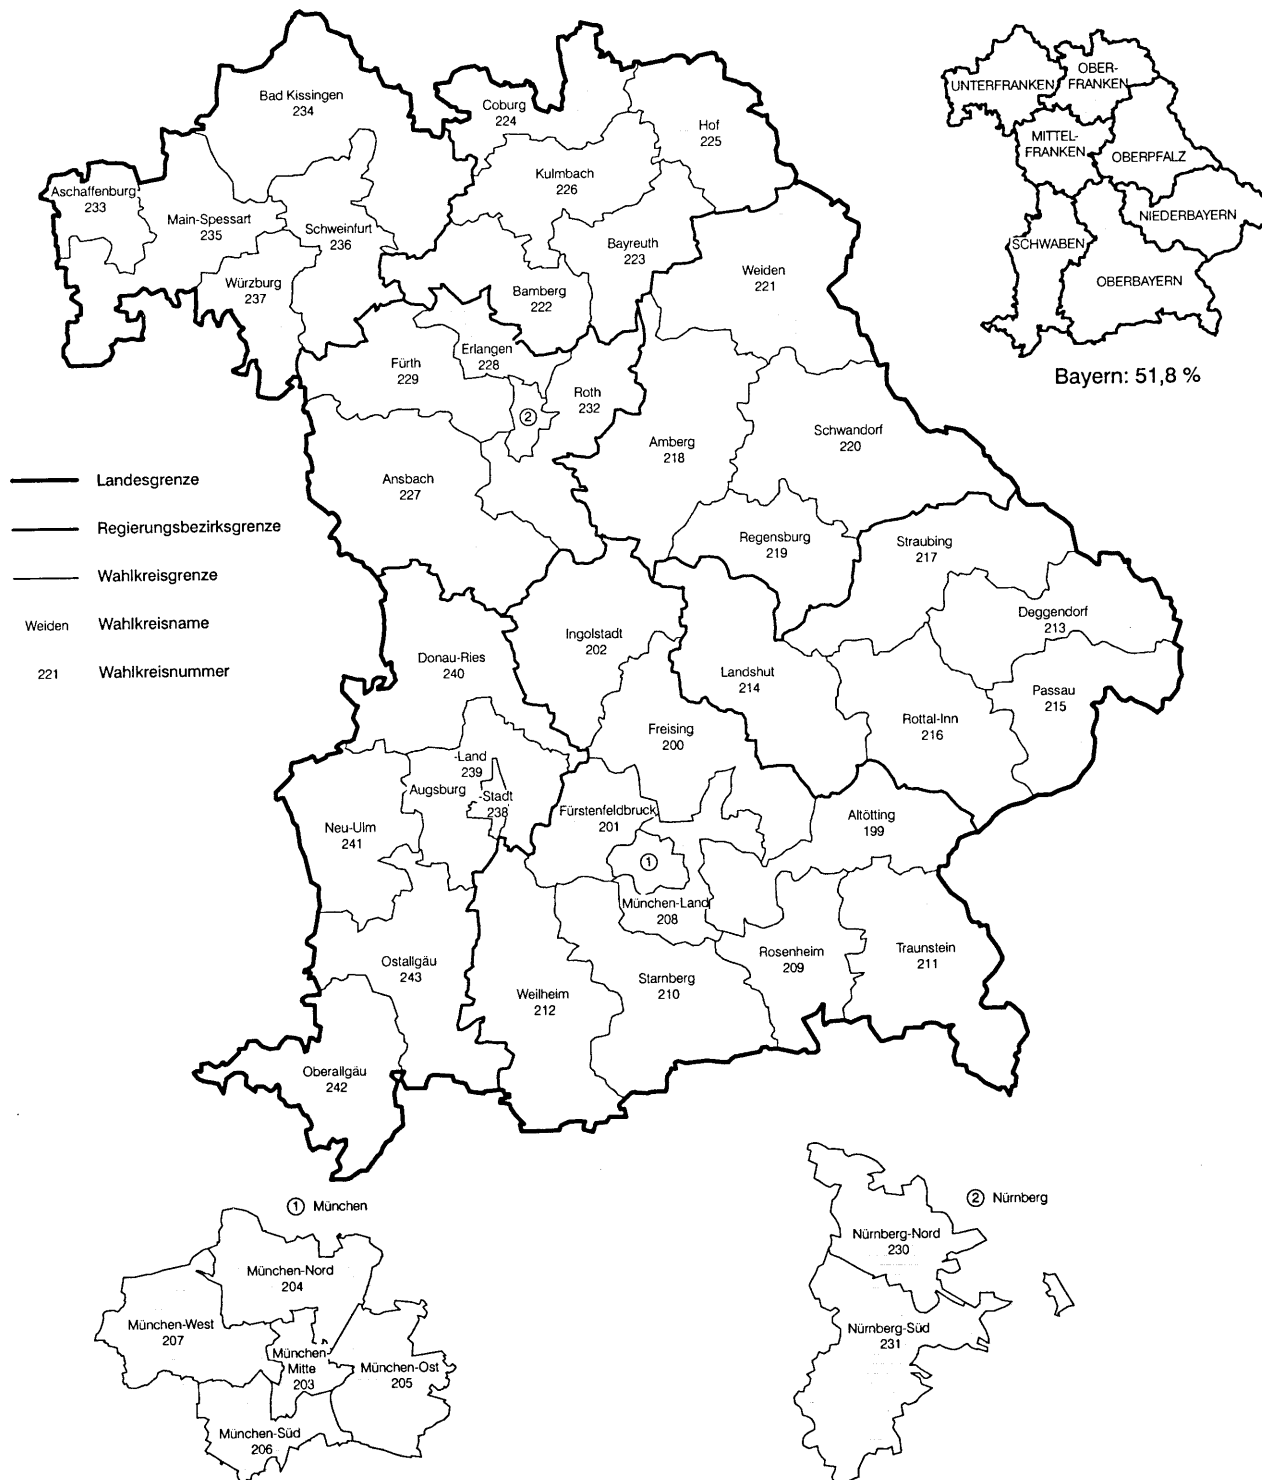 Bad Kissingen
234
Coburg
224
Hof
225
Kulmbach
226
Aschaffenburg
233
Main-Spessart
235
Schweinfurt
236
Bayreuth
223
Würzburg
237
Bamberg
222
Weiden
221
Erlangen
228
Fürth
229
Roth
232
②
Amberg
218
Schwandorf
220
Ansbach
227
Regensburg
219
Straubing
217
Deggendorf
213
Ingolstadt
202
Donau-Ries
240
Landshut
214
Passau
215
Rottal-Inn
216
Freising
200
-Land
239
Augsburg
-Stadt
238
Fürstenfeldbruck
201
Altötting
199
Neu-Ulm
241
①
München-Land
208
Rosenheim
209
Traunstein
211
Ostallgäu
243
Weilheim
212
Starnberg
210
Oberallgäu
242
UNTERFRANKEN
OBER-
FRANKEN
MITTEL-
FRANKEN
OBERPFALZ
NIEDERBAYERN
SCHWABEN
OBERBAYERN
Bayern: 51,8 %
Landesgrenze
Regierungsbezirksgrenze
Wahlkreisgrenze
Weiden Wahlkreisname
221 Wahlkreisnummer
① München
München-Nord
204
München-West
207
München-
Mitte
203
München-Ost
205
München-Süd
206
② Nürnberg
Nürnberg-Nord
230
Nürnberg-Süd
231